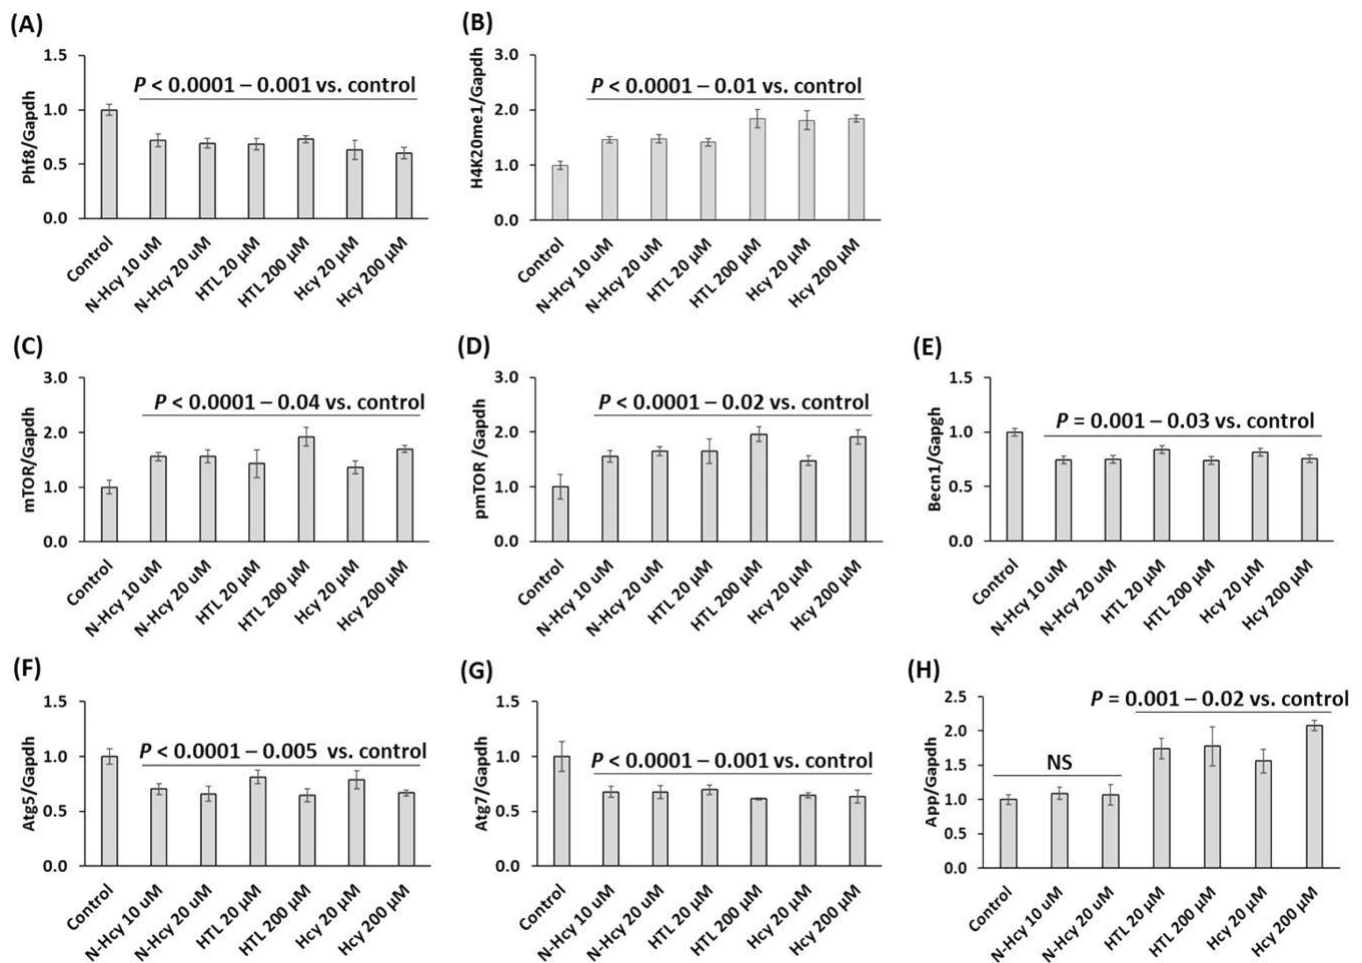 (A)
Phf8/Gapdh
1.5
1.0
0.5
0.0
P < 0.0001 – 0.001 vs. control
Control
N-Hcy 10 uM
N-Hcy 20 uM
HTL 20 µM
HTL 200 µM
Hcy 20 µM
Hcy 200 µM
(B)
H4K20me1/Gapdh
3.0
2.0
1.0
0.0
P < 0.0001 – 0.01 vs. control
Control
N-Hcy 10 uM
N-Hcy 20 uM
HTL 20 µM
HTL 200 µM
Hcy 20 µM
Hcy 200 µM
(C)
mTOR/Gapdh
3.0
2.0
1.0
0.0
P < 0.0001 – 0.04 vs. control
Control
N-Hcy 10 uM
N-Hcy 20 uM
HTL 20 µM
HTL 200 µM
Hcy 20 µM
Hcy 200 µM
(D)
pmTOR /Gapdh
3.0
2.0
1.0
0.0
P < 0.0001 – 0.02 vs. control
Control
N-Hcy 10 uM
N-Hcy 20 uM
HTL 20 µM
HTL 200 µM
Hcy 20 µM
Hcy 200 µM
(E)
Becn1/Gapgh
1.5
1.0
0.5
0.0
P = 0.001 – 0.03 vs. control
Control
N-Hcy 10 uM
N-Hcy 20 uM
HTL 20 µM
HTL 200 µM
Hcy 20 µM
Hcy 200 µM
(F)
Atg5/Gapdh
1.5
1.0
0.5
0.0
P < 0.0001 – 0.005 vs. control
Control
N-Hcy 10 uM
N-Hcy 20 uM
HTL 20 µM
HTL 200 µM
Hcy 20 µM
Hcy 200 µM
(G)
Atg7/Gapdh
1.5
1.0
0.5
0.0
P < 0.0001 – 0.001 vs. control
Control
N-Hcy 10 uM
N-Hcy 20 uM
HTL 20 µM
HTL 200 µM
Hcy 20 µM
Hcy 200 µM
(H)
App/Gapdh
2.5
2.0
1.5
1.0
0.5
0.0
P = 0.001 – 0.02 vs. control
NS
Control
N-Hcy 10 uM
N-Hcy 20 uM
HTL 20 µM
HTL 200 µM
Hcy 20 µM
Hcy 200 µM